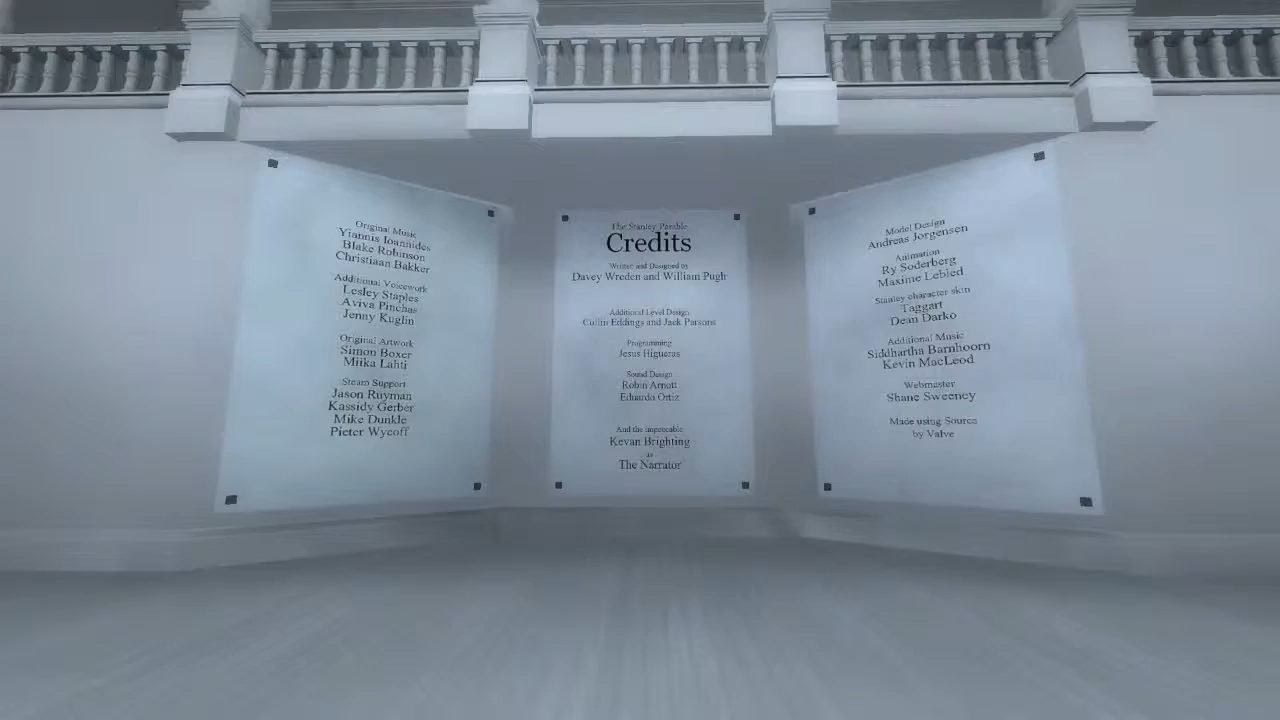 Original Music
Yiannis Ioannides
Blake Robinson
Christiaan Bakker
Additional Voicework
Lesley Staples
Aviva Pinchas
Jenny Kuglin
Original Artwork
Simon Boxer
Miika Lahti
Steam Support
Jason Ruyman
Kassidy Gerber
Mike Dunkle
Pieter Wycoff
The Stanley Parable
Credits
Written and Designed by
Davey Wreden and William Pugh
Additional Level Design
Collin Eddings and Jack Parsons
Programming
Jesus Higueras
Sound Design
Robin Arnott
Eduardo Ortiz
And the impeccable
Kevan Brighting
as
The Narrator
Model Design
Andreas Jorgensen
Animation
Ry Soderberg
Maxime Lebled
Stanley character skin
Taggart
Dean Darko
Additional Music
Siddhartha Barnhoorn
Kevin MacLeod
Webmaster
Shane Sweeney
Made using Source
by Valve